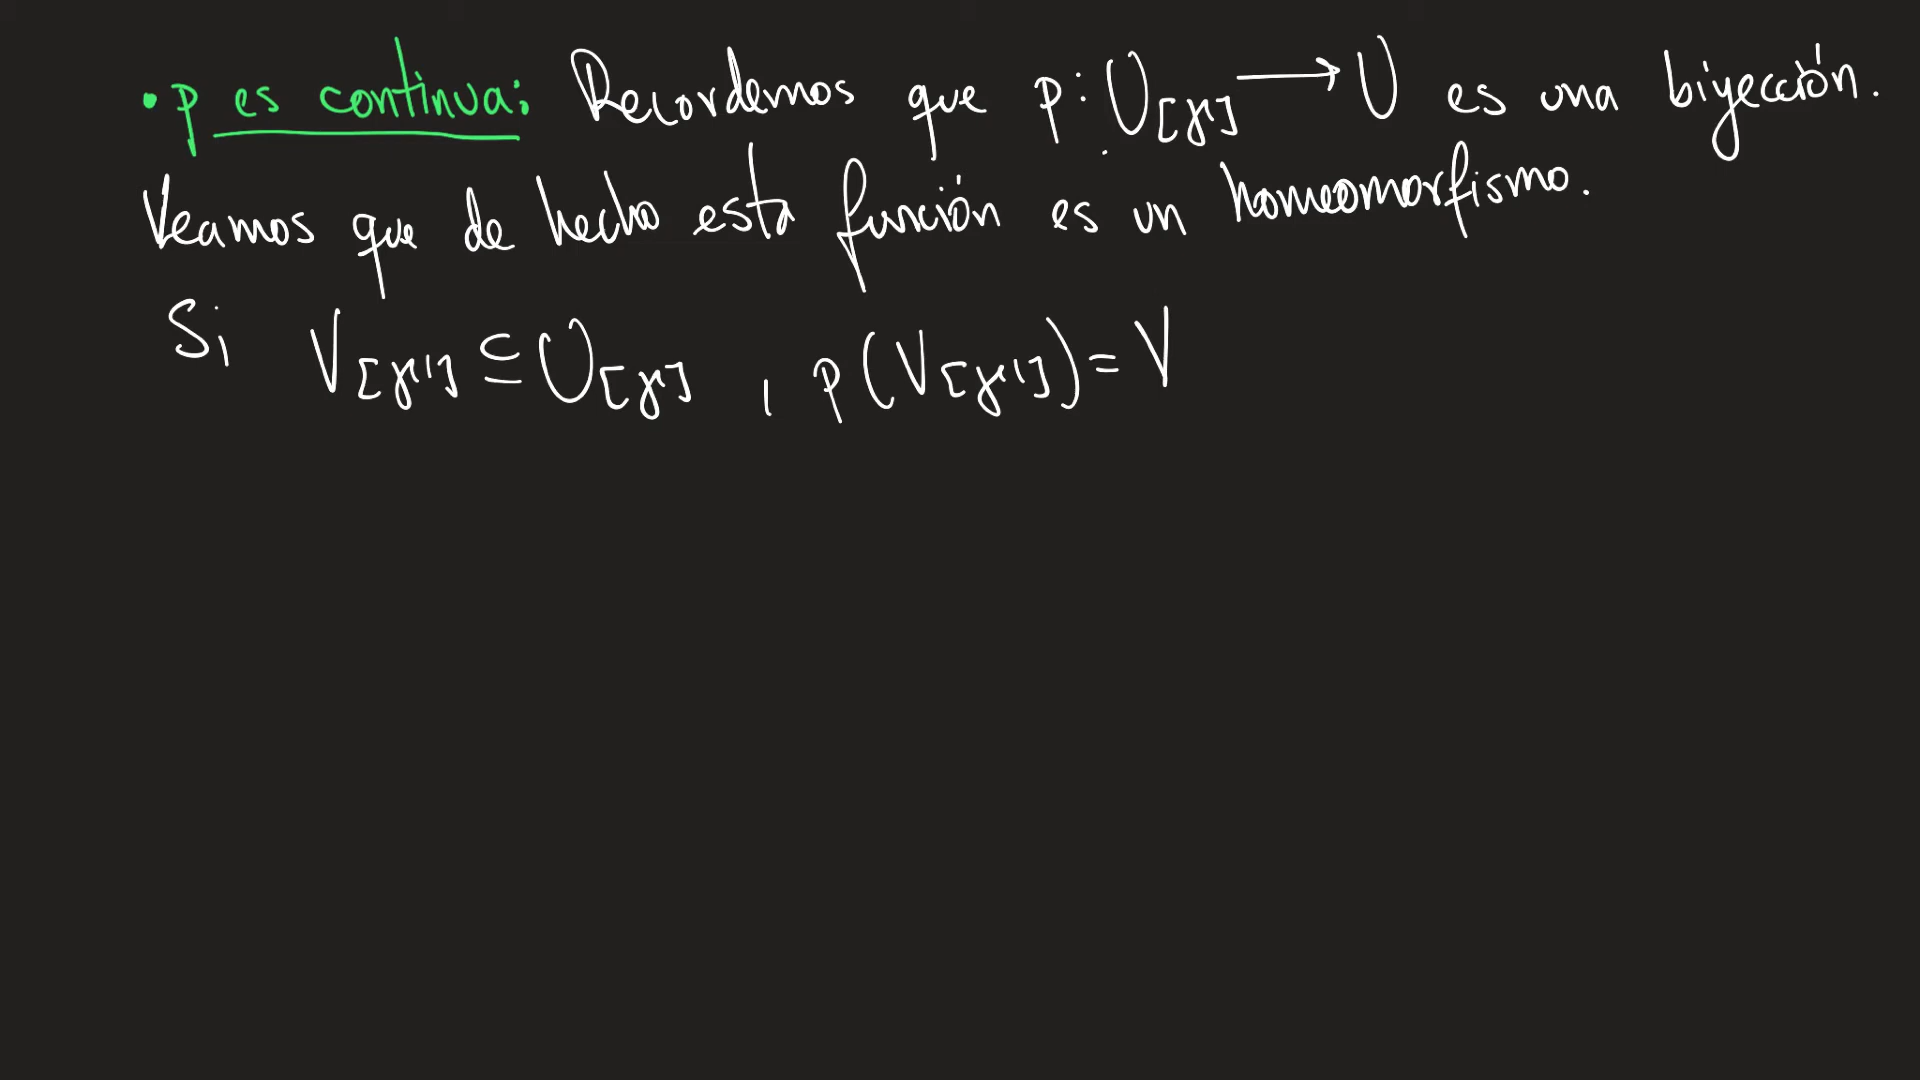 • p es continua: Recordemos que p: U[γ] → U es una biyección.
Veamos que de hecho esta función es un homeomorfismo.
Si V[γ'] ⊆ U[γ] , p(V[γ']) = V